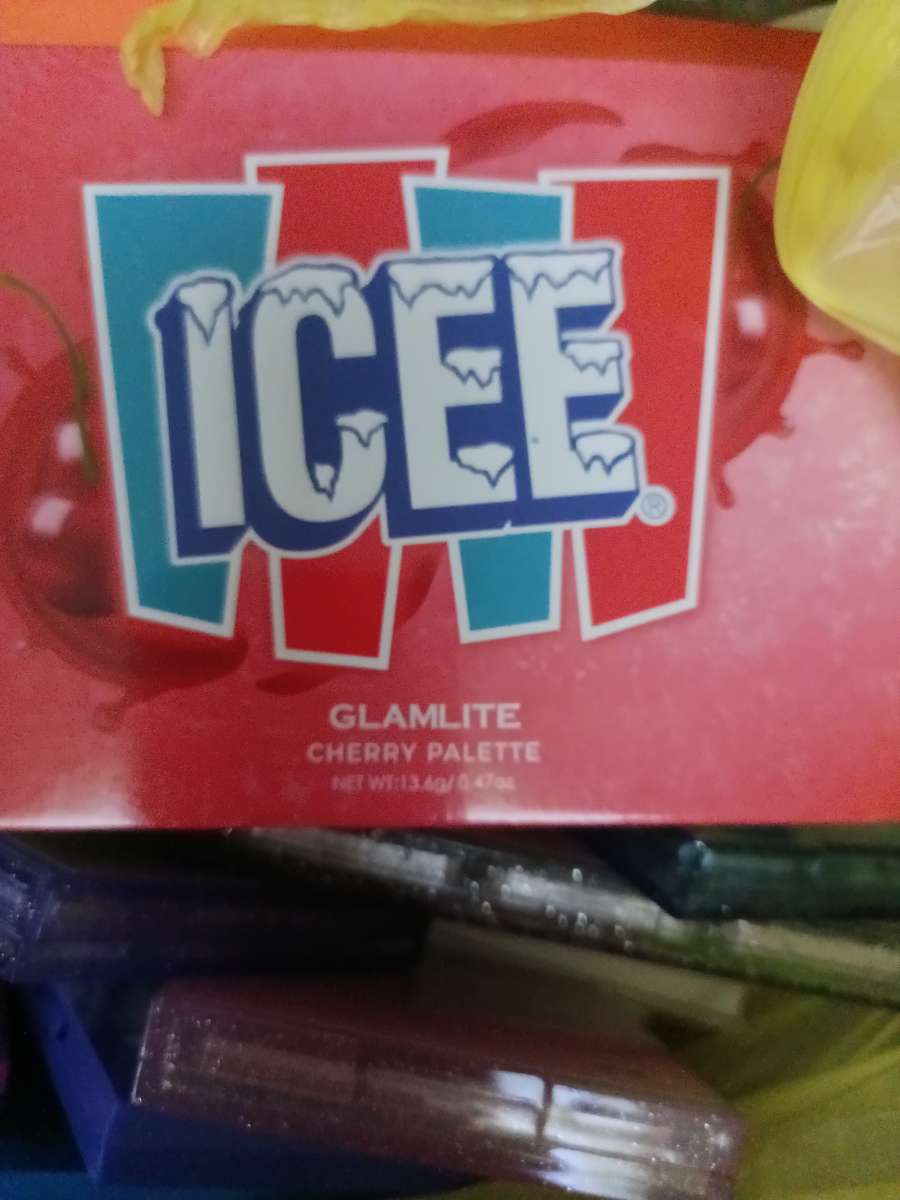 ICEE®
GLAMLITE
CHERRY PALETTE
NET WT:13.6g/0.47oz